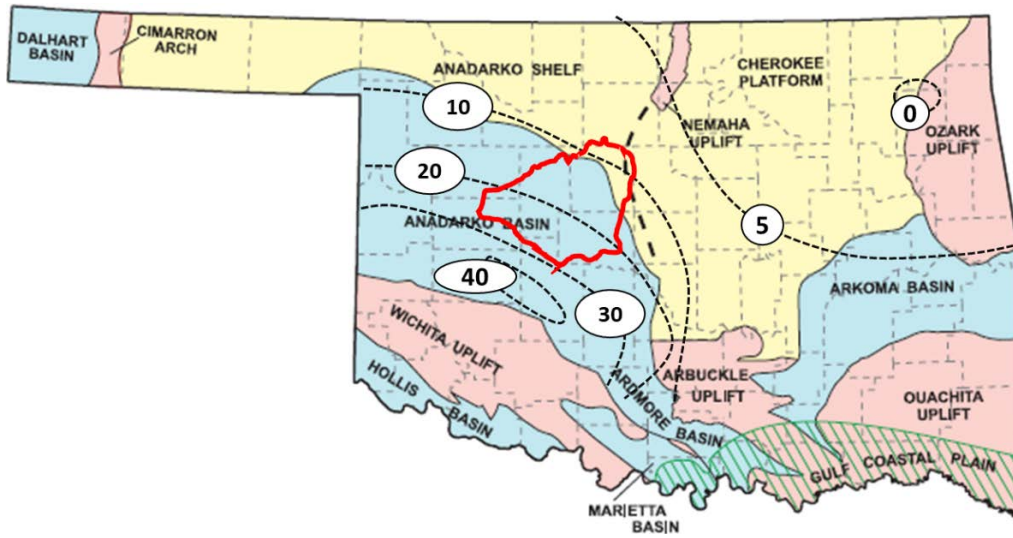 DALHART
BASIN
CIMARRON
ARCH
ANADARKO SHELF
CHEROKEE
PLATFORM
10
0
NEMAHA
UPLIFT
OZARK
UPLIFT
20
5
ANADARKO BASIN
40
30
ARKOMA BASIN
WICHITA UPLIFT
HOLLIS
BASIN
ARDMORE BASIN
ARBUCKLE
UPLIFT
OUACHITA
UPLIFT
GULF COASTAL PLAIN
MARIETTA
BASIN